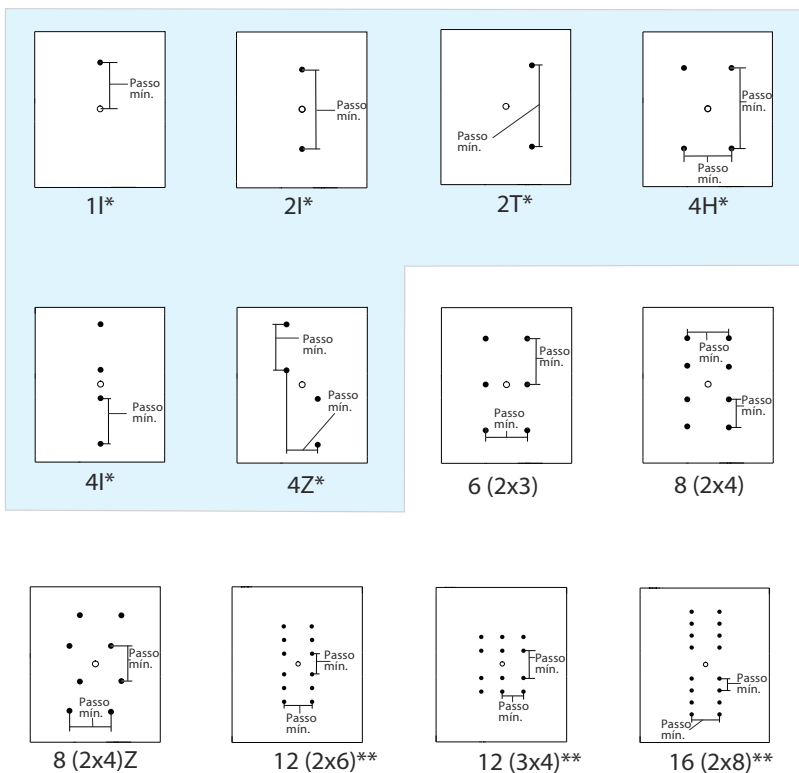 Passo
mín.
1I*
Passo
mín.
2I*
Passo
mín.
2T*
Passo
mín.
Passo
mín.
4H*
Passo
mín.
4I*
Passo
mín.
Passo
mín.
4Z*
Passo
mín.
Passo
mín.
6 (2x3)
Passo
mín.
Passo
mín.
8 (2x4)
Passo
mín.
Passo
mín.
8 (2x4)Z
Passo
mín.
Passo
mín.
12 (2x6)**
Passo
mín.
Passo
mín.
12 (3x4)**
Passo
mín.
Passo
mín.
16 (2x8)**